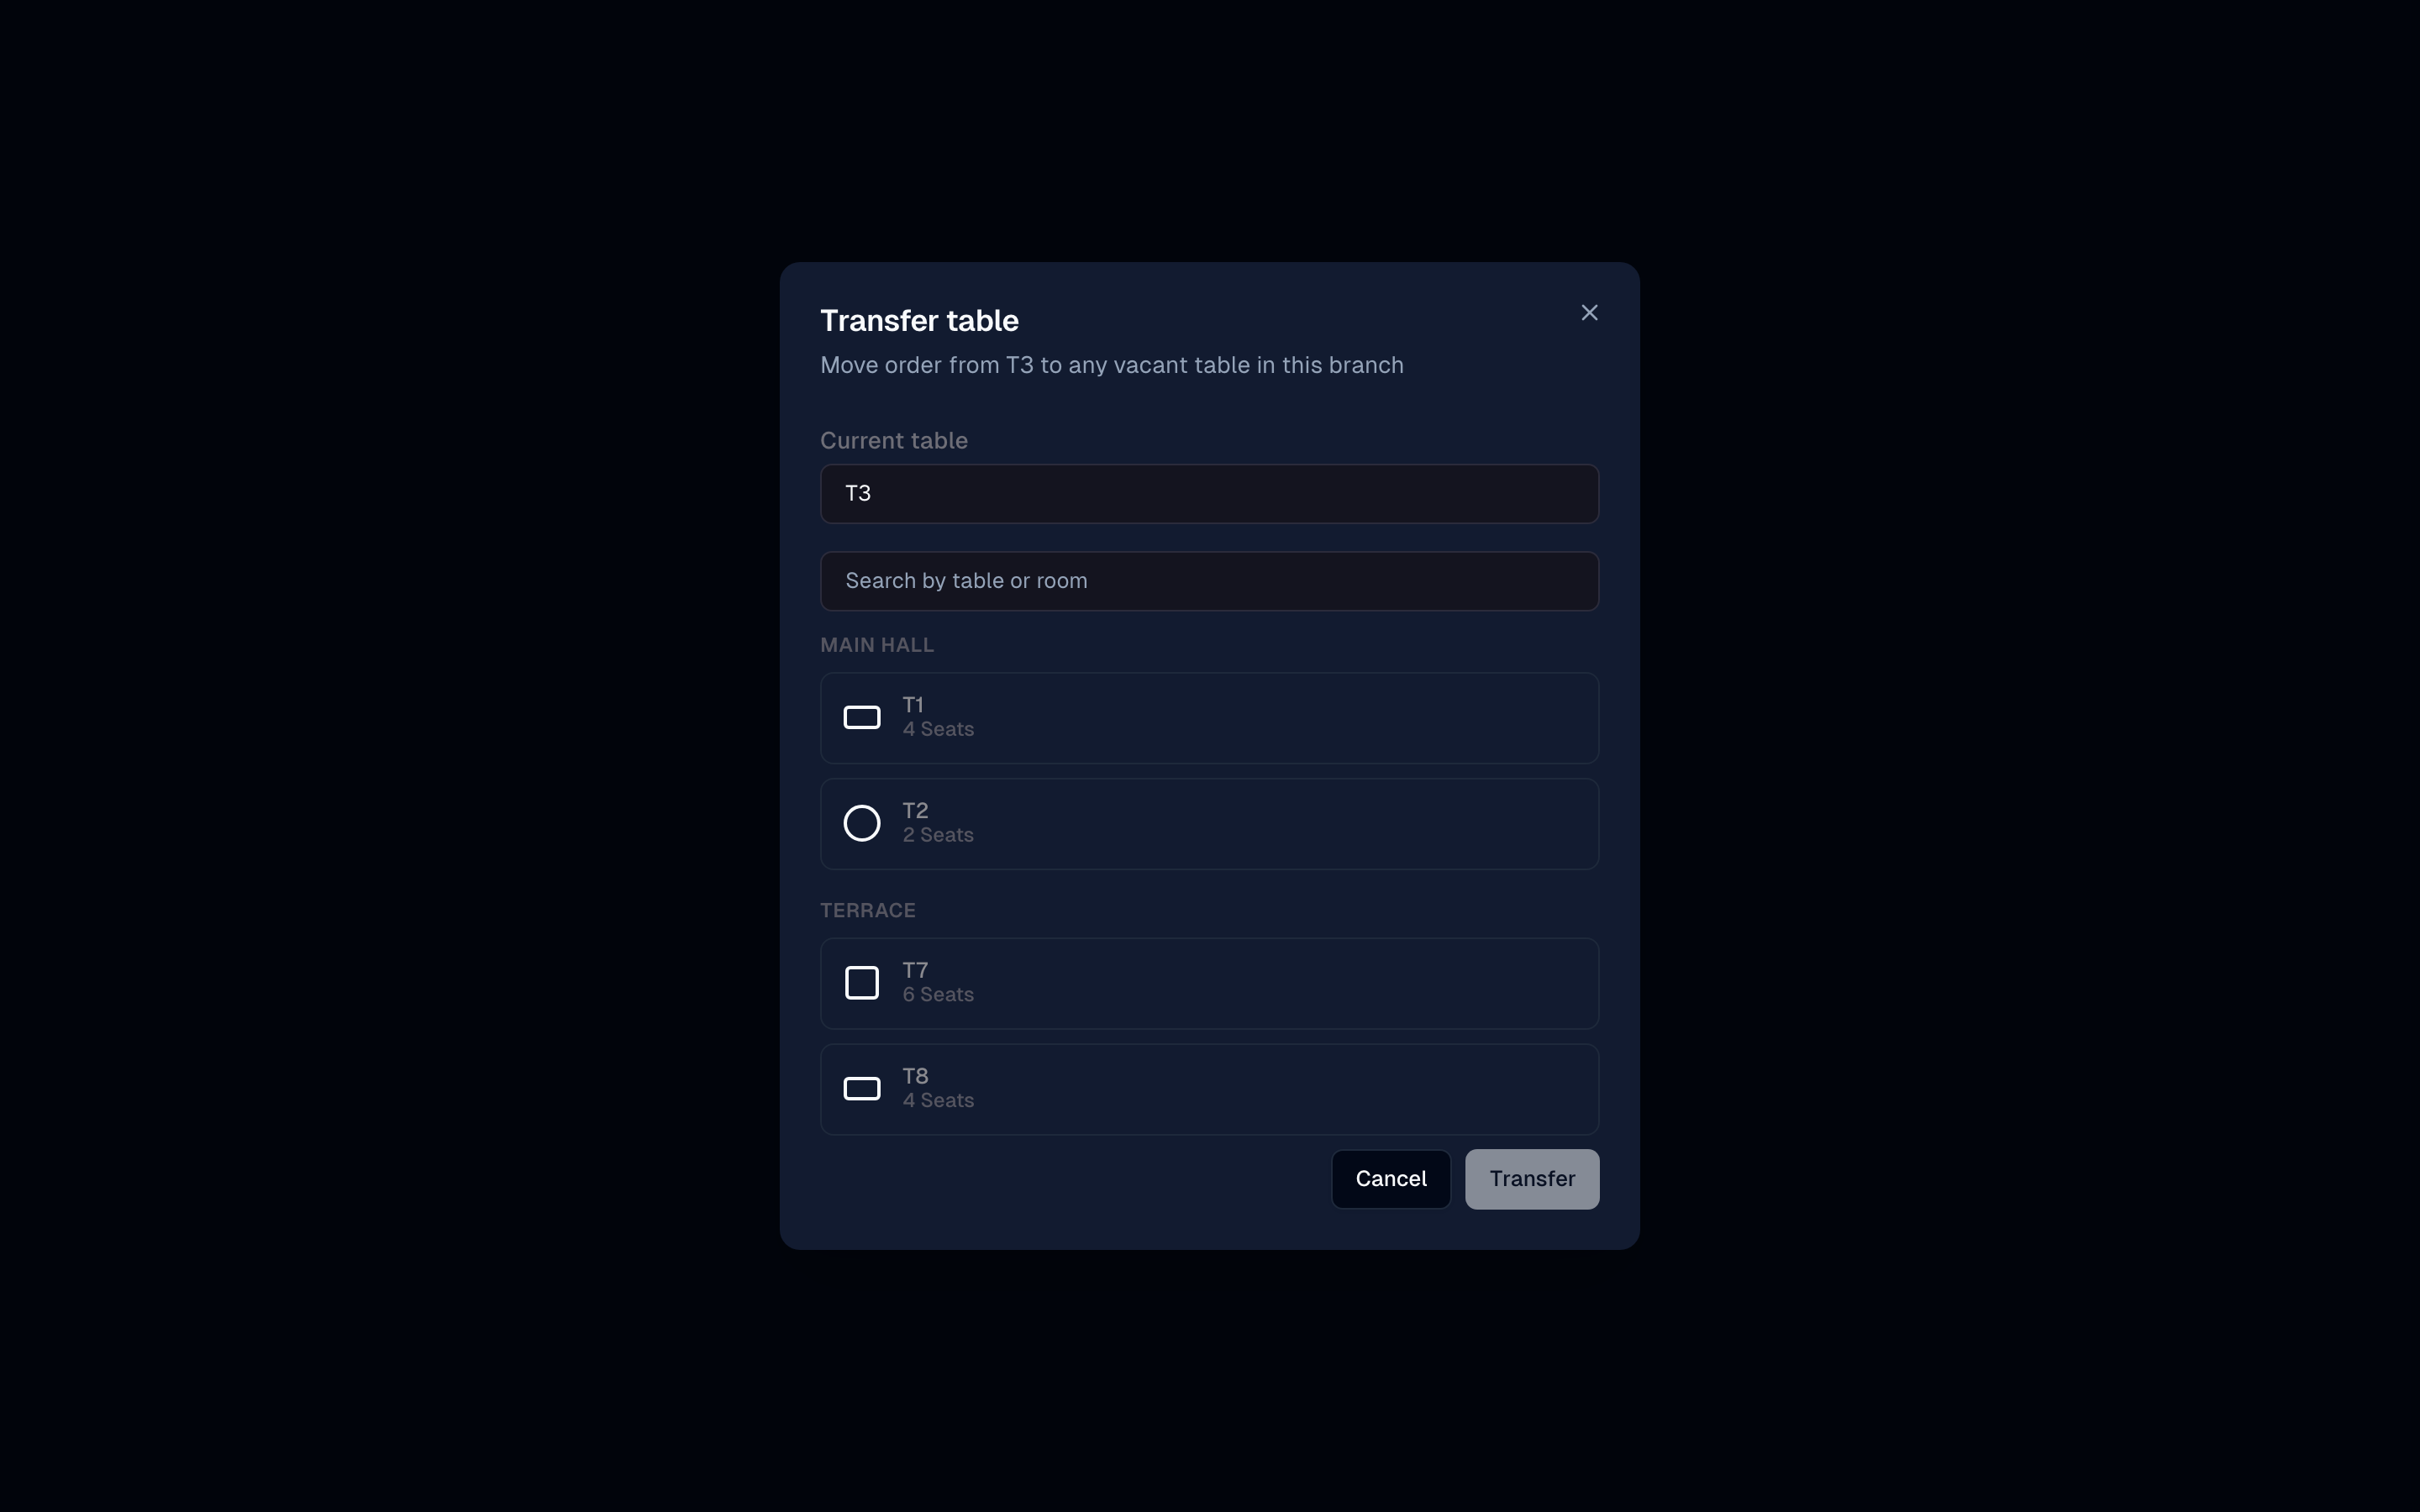 Transfer table
Move order from T3 to any vacant table in this branch
Current table
T3
Search by table or room
MAIN HALL
T1
4 Seats
T2
2 Seats
TERRACE
T7
6 Seats
T8
4 Seats
Cancel
Transfer